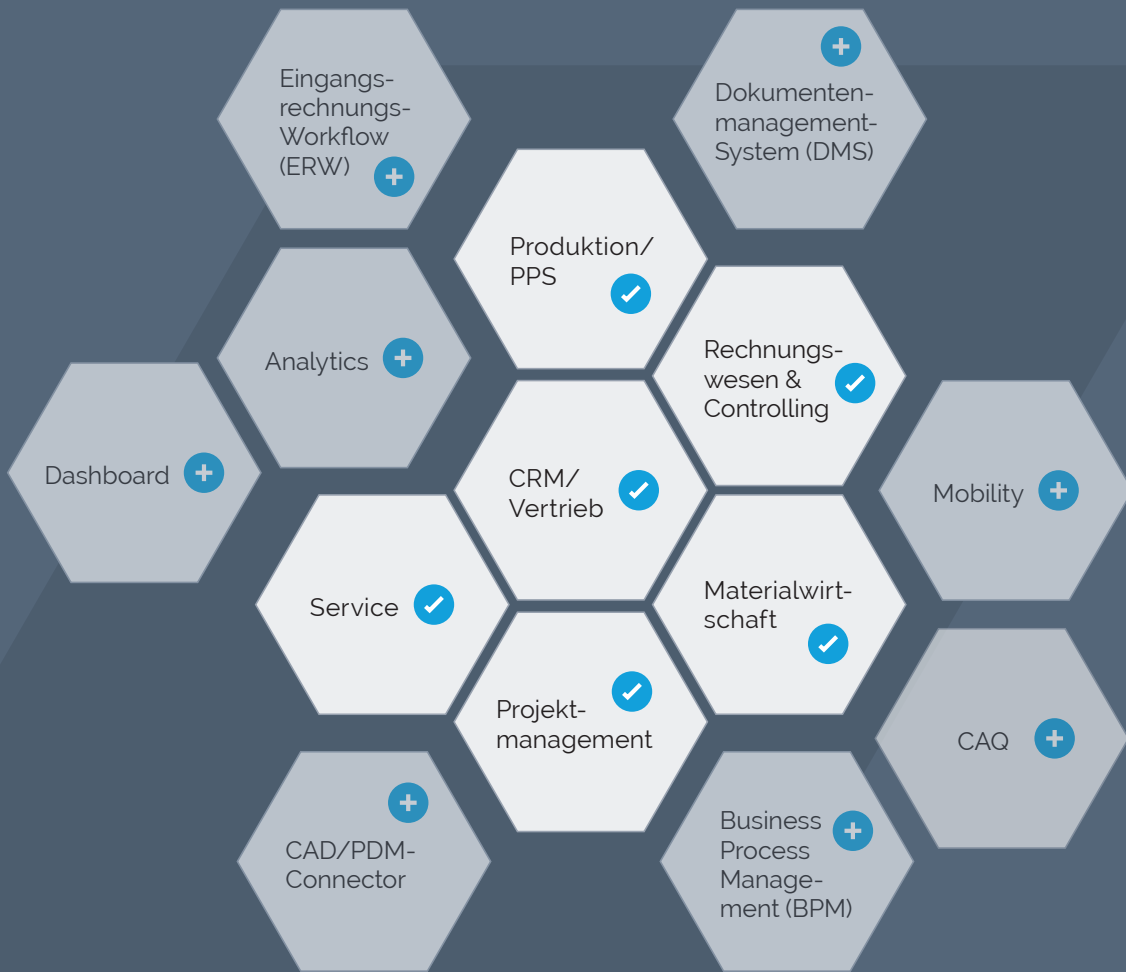 Eingangs-
rechnungs-
Workflow
(ERW)
Dokumenten-
management-
System (DMS)
Produktion/
PPS
Analytics
Rechnungs-
wesen &
Controlling
Dashboard
CRM/
Vertrieb
Mobility
Service
Materialwirt-
schaft
Projekt-
management
CAQ
CAD/PDM-
Connector
Business
Process
Manage-
ment (BPM)